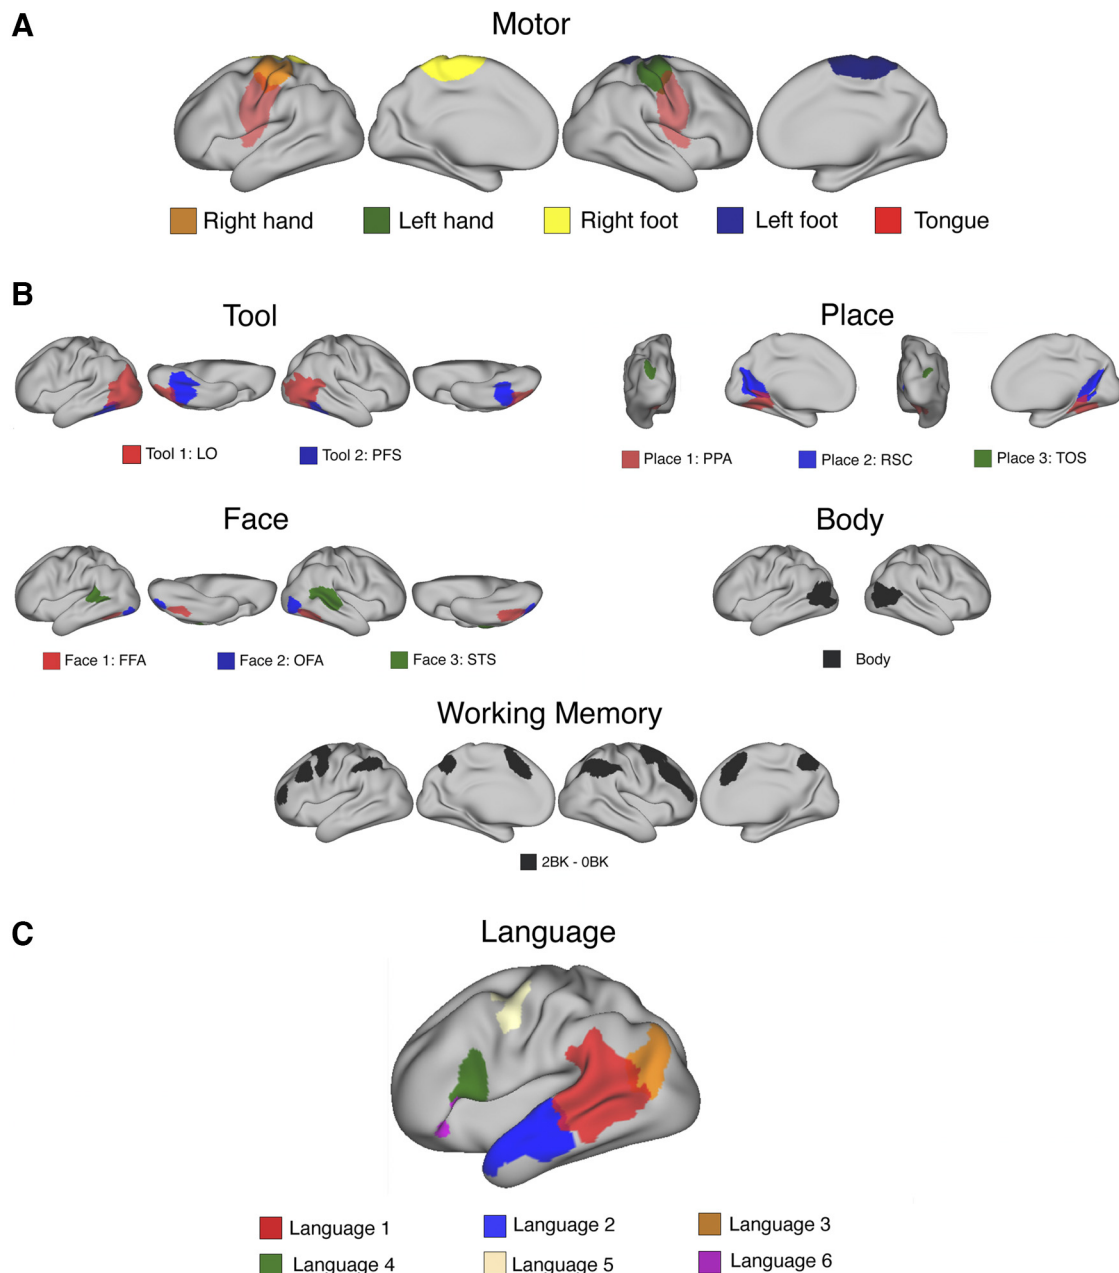 A
Motor
Right hand
Left hand
Right foot
Left foot
Tongue
B
Tool
Place
Tool 1: LO
Tool 2: PFS
Place 1: PPA
Place 2: RSC
Place 3: TOS
Face
Body
Face 1: FFA
Face 2: OFA
Face 3: STS
Body
Working Memory
2BK - 0BK
C
Language
Language 1
Language 2
Language 3
Language 4
Language 5
Language 6